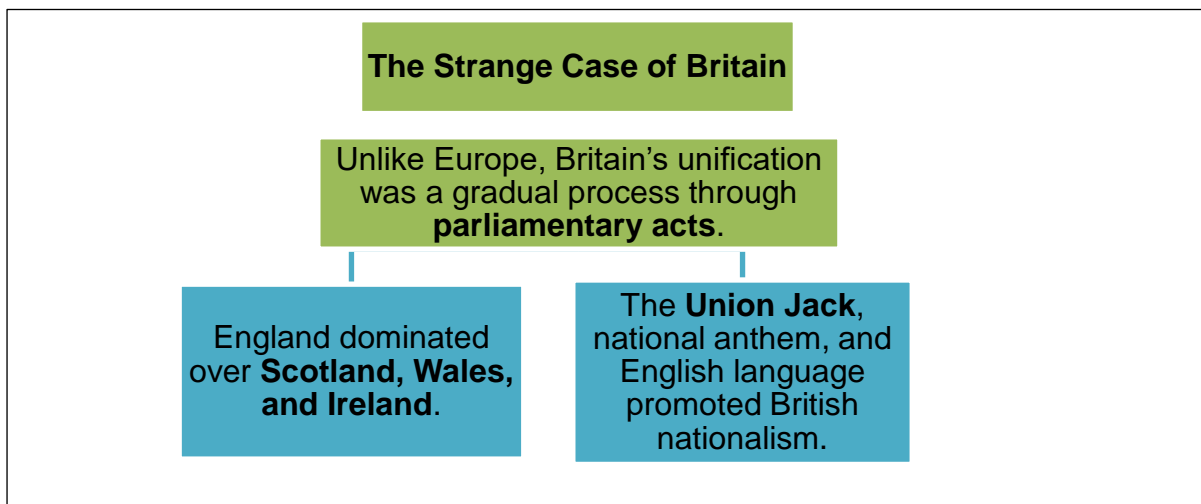 The Strange Case of Britain
Unlike Europe, Britain's unification
was a gradual process through
parliamentary acts.
England dominated
over Scotland, Wales,
and Ireland.
The Union Jack,
national anthem, and
English language
promoted British
nationalism.